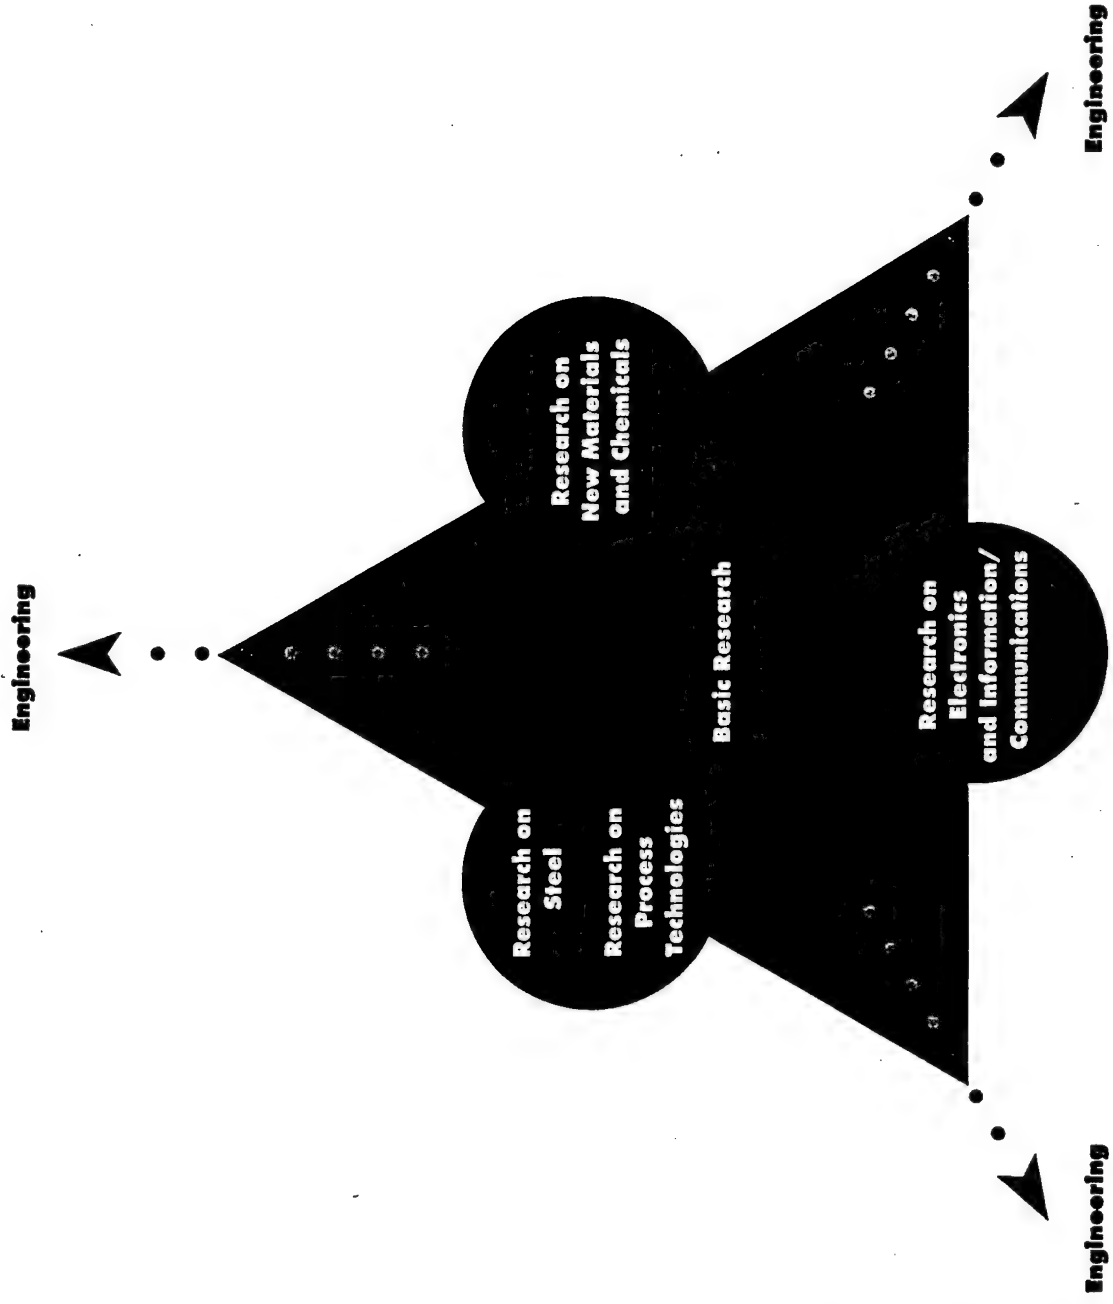 Engineering
Research on
Steel
Research on
Process
Technologies
Research on
New Materials
and Chemicals
Basic Research
Research on
Electronics
and Information/
Communications
Engineering
Engineering